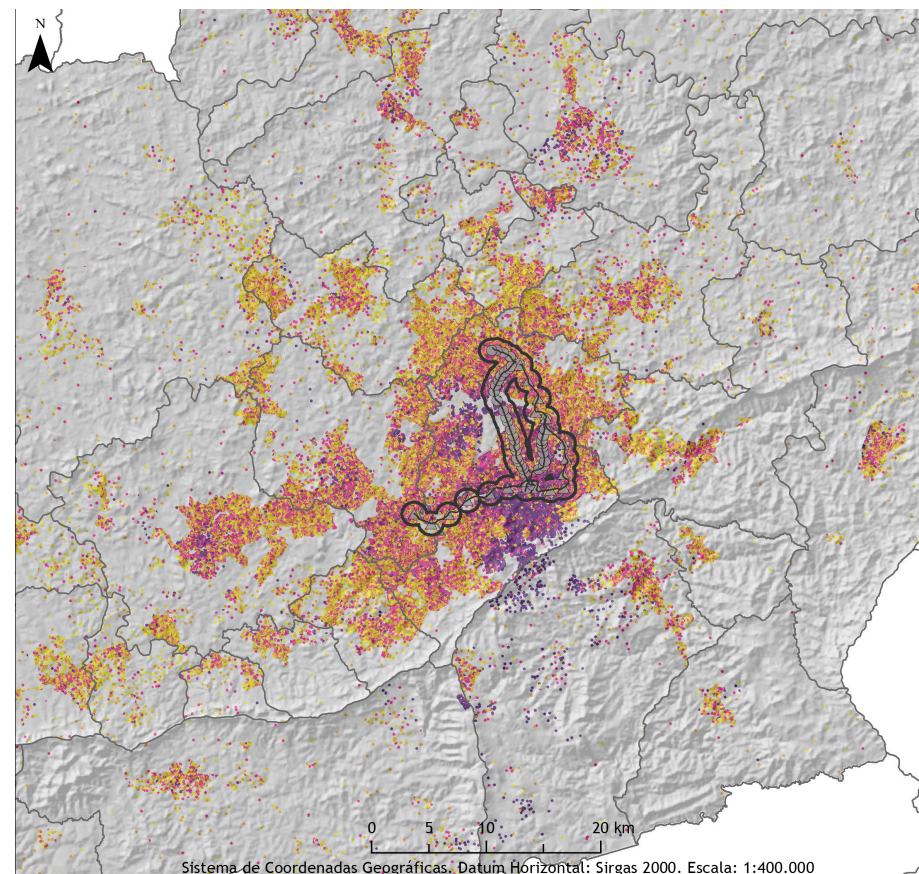 N
0 5 10 20 km
Sistema de Coordenadas Geográficas. Datum Horizontal: Sirgas 2000. Escala: 1:400.000